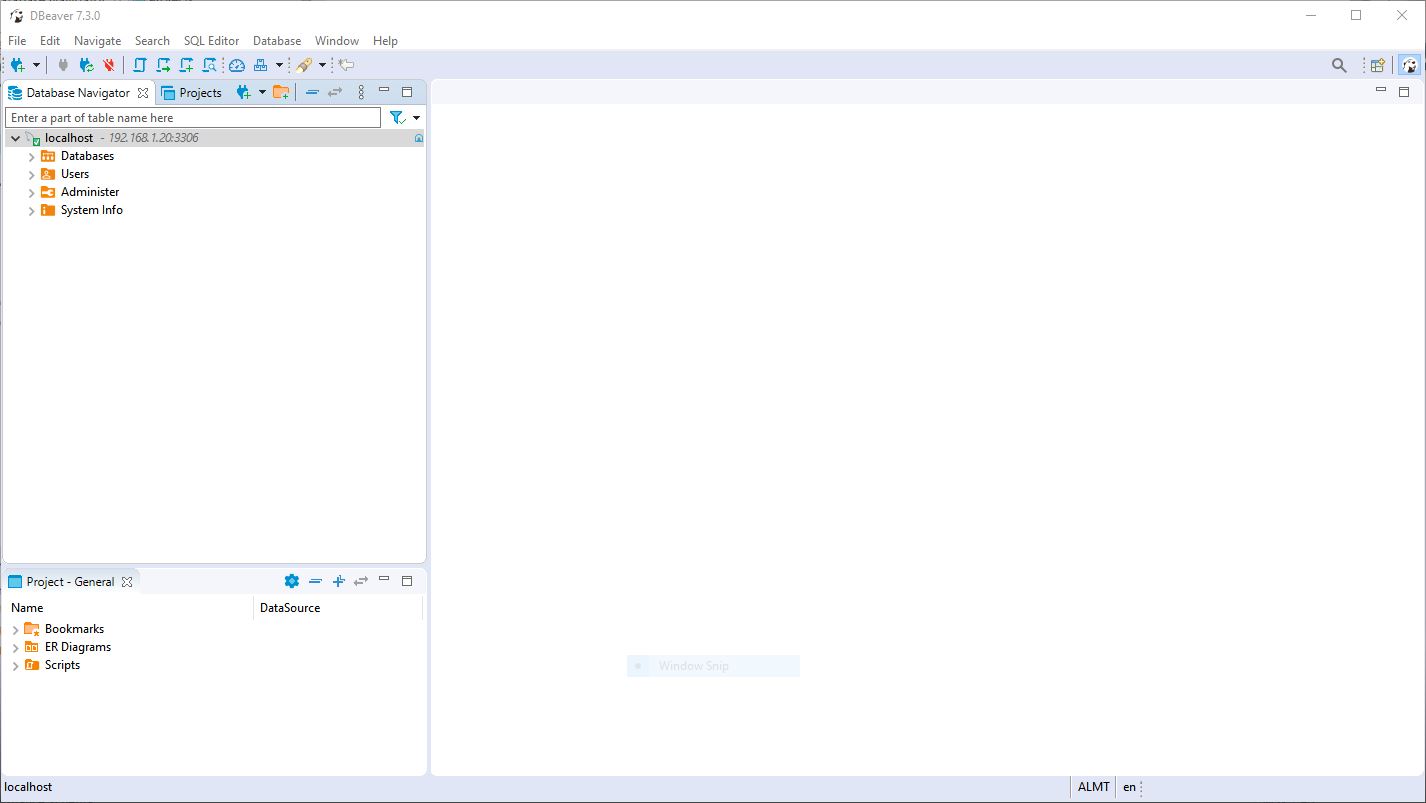 DBeaver 7.3.0
File Edit Navigate Search SQL Editor Database Window Help
Database Navigator Projects
Enter a part of table name here
localhost - 192.168.1.20:3306
Databases
Users
Administer
System Info
Project - General
Name DataSource
Bookmarks
ER Diagrams
Scripts
Window Snip
localhost ALMT en